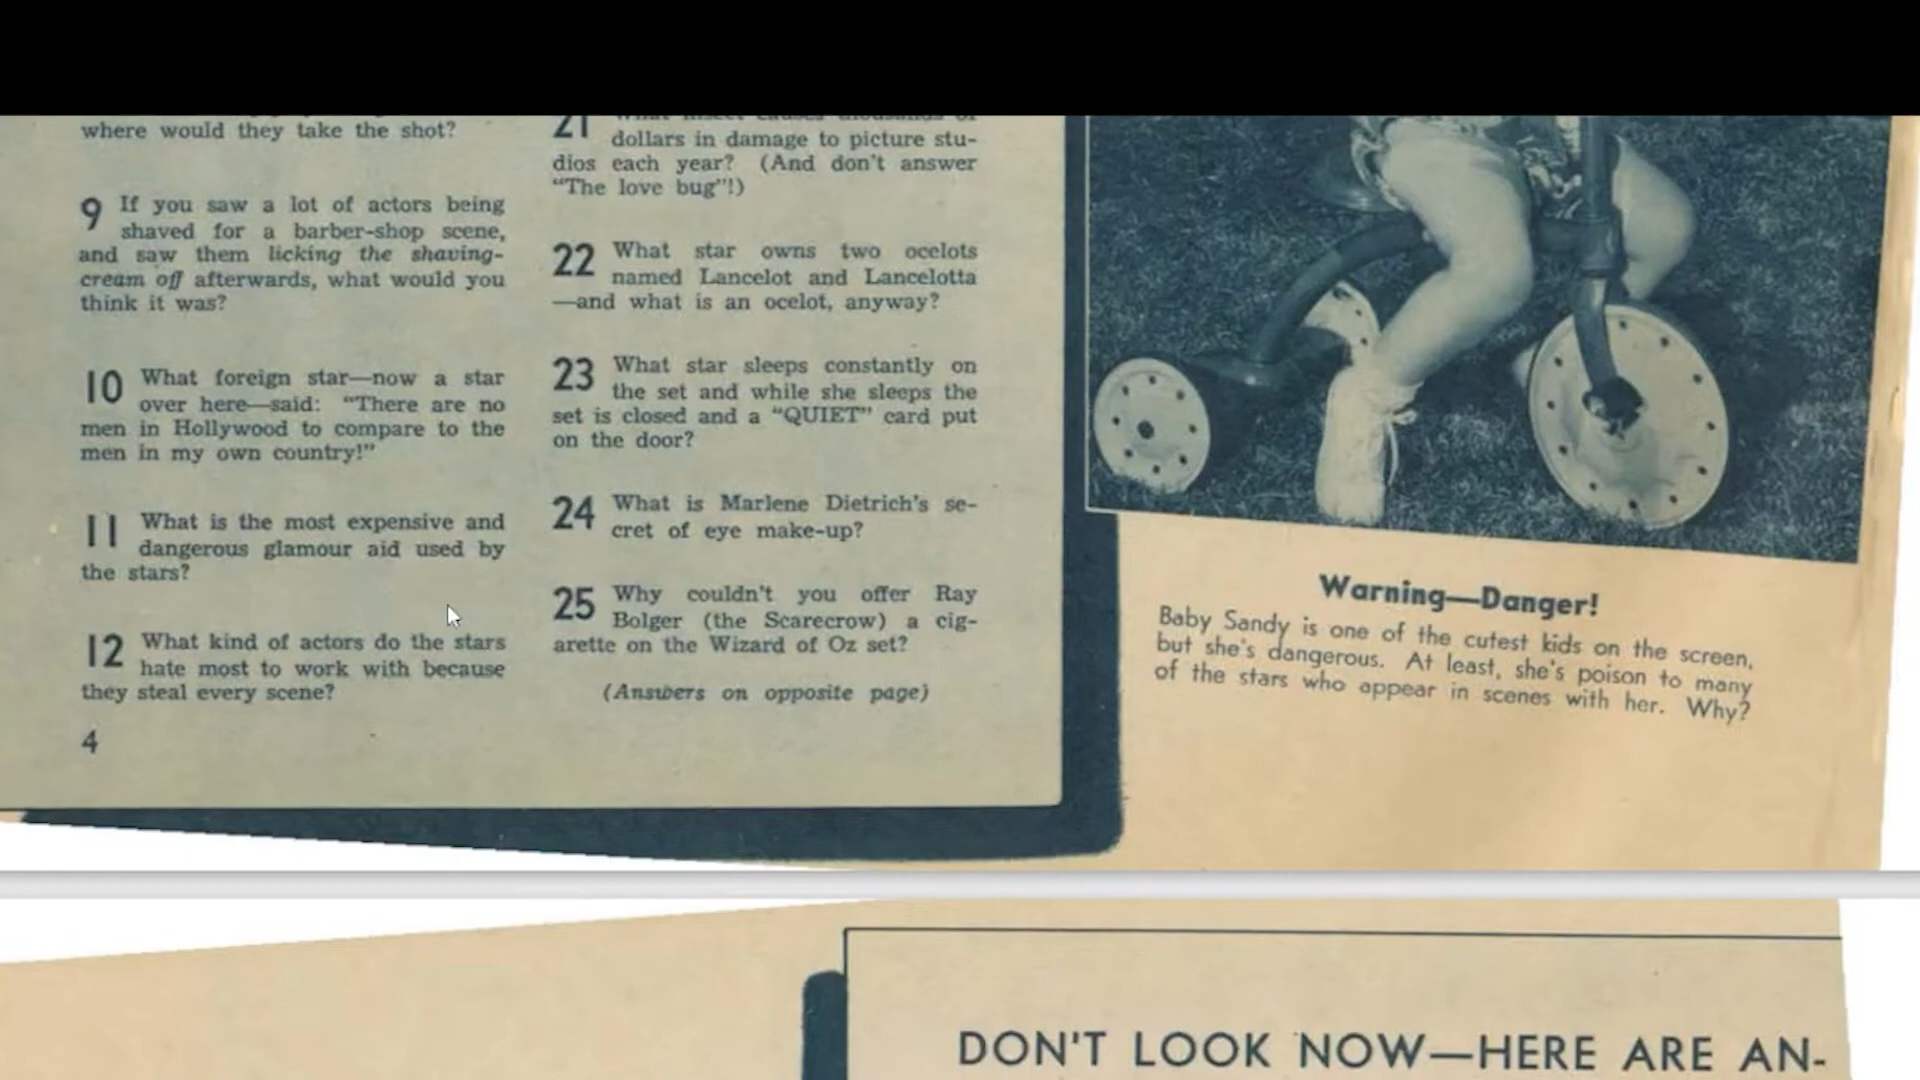 where would they take the shot?
9 If you saw a lot of actors being
shaved for a barber-shop scene,
and saw them licking the shaving-
cream off afterwards, what would you
think it was?
10 What foreign star—now a star
over here—said: "There are no
men in Hollywood to compare to the
men in my own country!"
11 What is the most expensive and
dangerous glamour aid used by
the stars?
12 What kind of actors do the stars
hate most to work with because
they steal every scene?
4
21 What insect causes thousands of
dollars in damage to picture stu-
dios each year? (And don't answer
"The love bug"!)
22 What star owns two ocelots
named Lancelot and Lancelotta
—and what is an ocelot, anyway?
23 What star sleeps constantly on
the set and while she sleeps the
set is closed and a "QUIET" card put
on the door?
24 What is Marlene Dietrich's se-
cret of eye make-up?
25 Why couldn't you offer Ray
Bolger (the Scarecrow) a cig-
arette on the Wizard of Oz set?
(Answers on opposite page)
Warning—Danger!
Baby Sandy is one of the cutest kids on the screen,
but she's dangerous. At least, she's poison to many
of the stars who appear in scenes with her. Why?
DON'T LOOK NOW—HERE ARE AN-